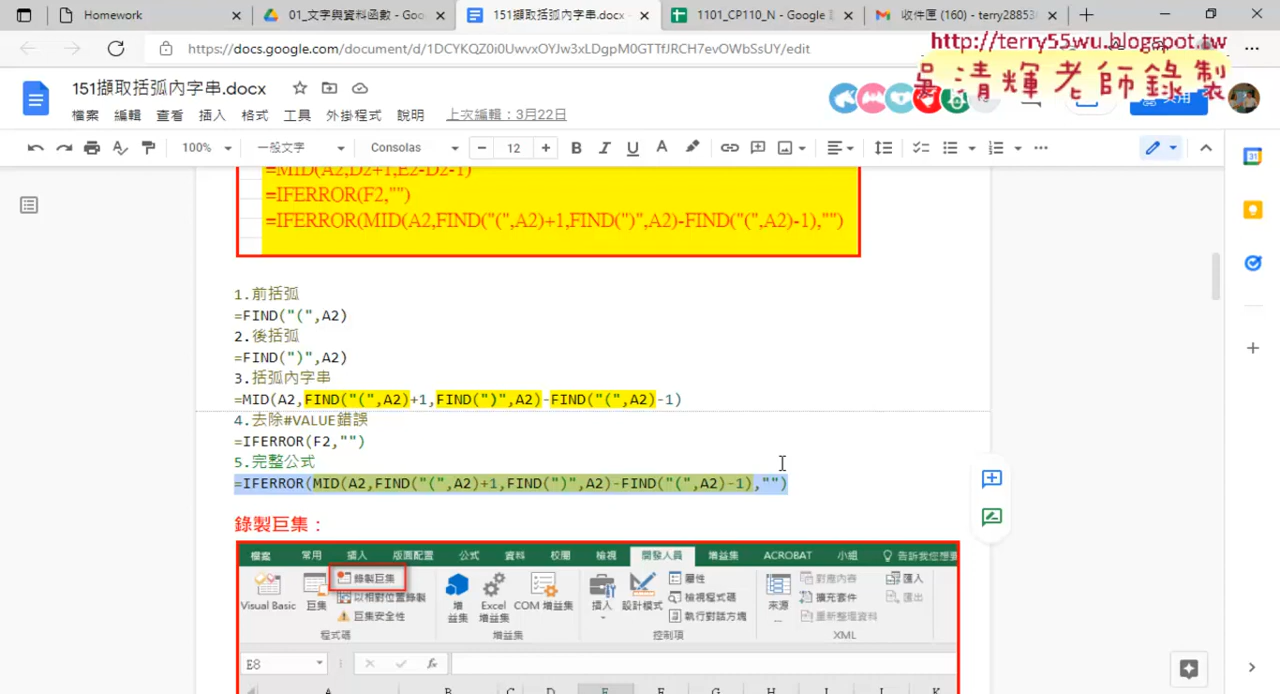 Homework
01_文字與資料函數 - Goo
151擷取括弧內字串.docx -
1101_CP110_N - Google
收件匣 (160) - terry28853
https://docs.google.com/document/d/1DCYKQZ0i0UwvxOYJw3xLDgpM0GTTfJRCH7evOWbSsUY/edit
http://terry55wu.blogspot.tw
吳清輝老師錄製
151擷取括弧內字串.docx
檔案 編輯 查看 插入 格式 工具 外掛程式 說明 上次編輯：3月22日
100% 一般文字 Consolas 12
=MID(A2,D2+1,E2-D2-1)
=IFERROR(F2,"")
=IFERROR(MID(A2,FIND("(",A2)+1,FIND(")",A2)-FIND("(",A2)-1),"")
1.前括弧
=FIND("(",A2)
2.後括弧
=FIND(")",A2)
3.括弧內字串
=MID(A2,FIND("(",A2)+1,FIND(")",A2)-FIND("(",A2)-1)
4.去除#VALUE錯誤
=IFERROR(F2,"")
5.完整公式
=IFERROR(MID(A2,FIND("(",A2)+1,FIND(")",A2)-FIND("(",A2)-1),"")
錄製巨集：
檔案 常用 插入 版面配置 公式 資料 校閱 檢視 開發人員 增益集 ACROBAT 小組 告訴我您想
Visual Basic 巨集 錄製巨集 以相對位置錄製 巨集安全性 程式碼
增益集 Excel 增益集 COM 增益集 增益集
插入 設計模式 屬性 檢視程式碼 執行對話方塊 控制項
來源 對應內容 擴充套件 重新整理資料 匯入 匯出 XML
E8
A B C D E F G H I J K